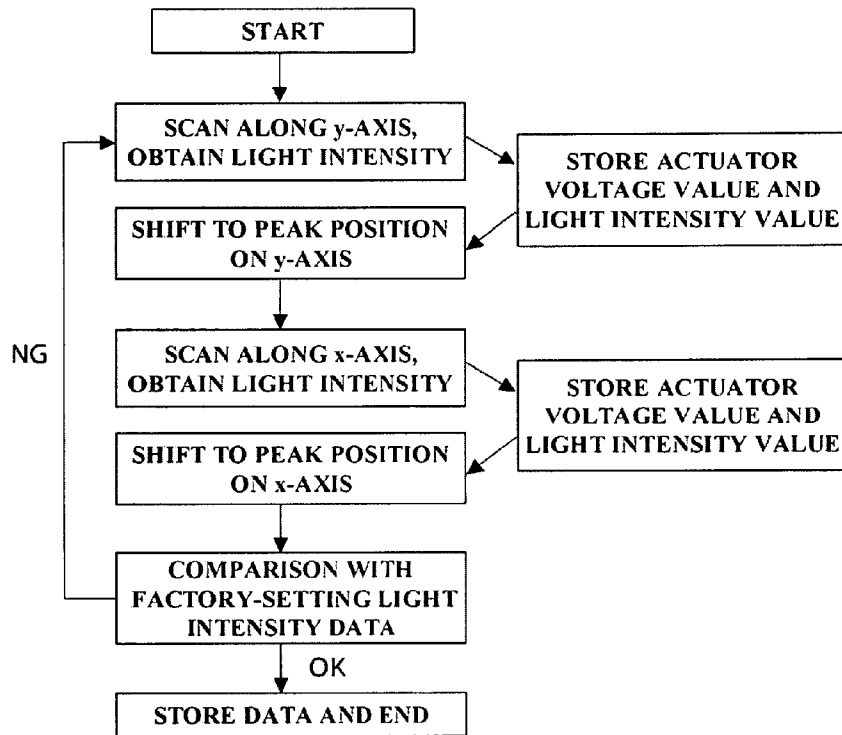 START
SCAN ALONG y-AXIS,
OBTAIN LIGHT INTENSITY
STORE ACTUATOR
VOLTAGE VALUE AND
LIGHT INTENSITY VALUE
SHIFT TO PEAK POSITION
ON y-AXIS
NG
SCAN ALONG x-AXIS,
OBTAIN LIGHT INTENSITY
STORE ACTUATOR
VOLTAGE VALUE AND
LIGHT INTENSITY VALUE
SHIFT TO PEAK POSITION
ON x-AXIS
COMPARISON WITH
FACTORY-SETTING LIGHT
INTENSITY DATA
OK
STORE DATA AND END